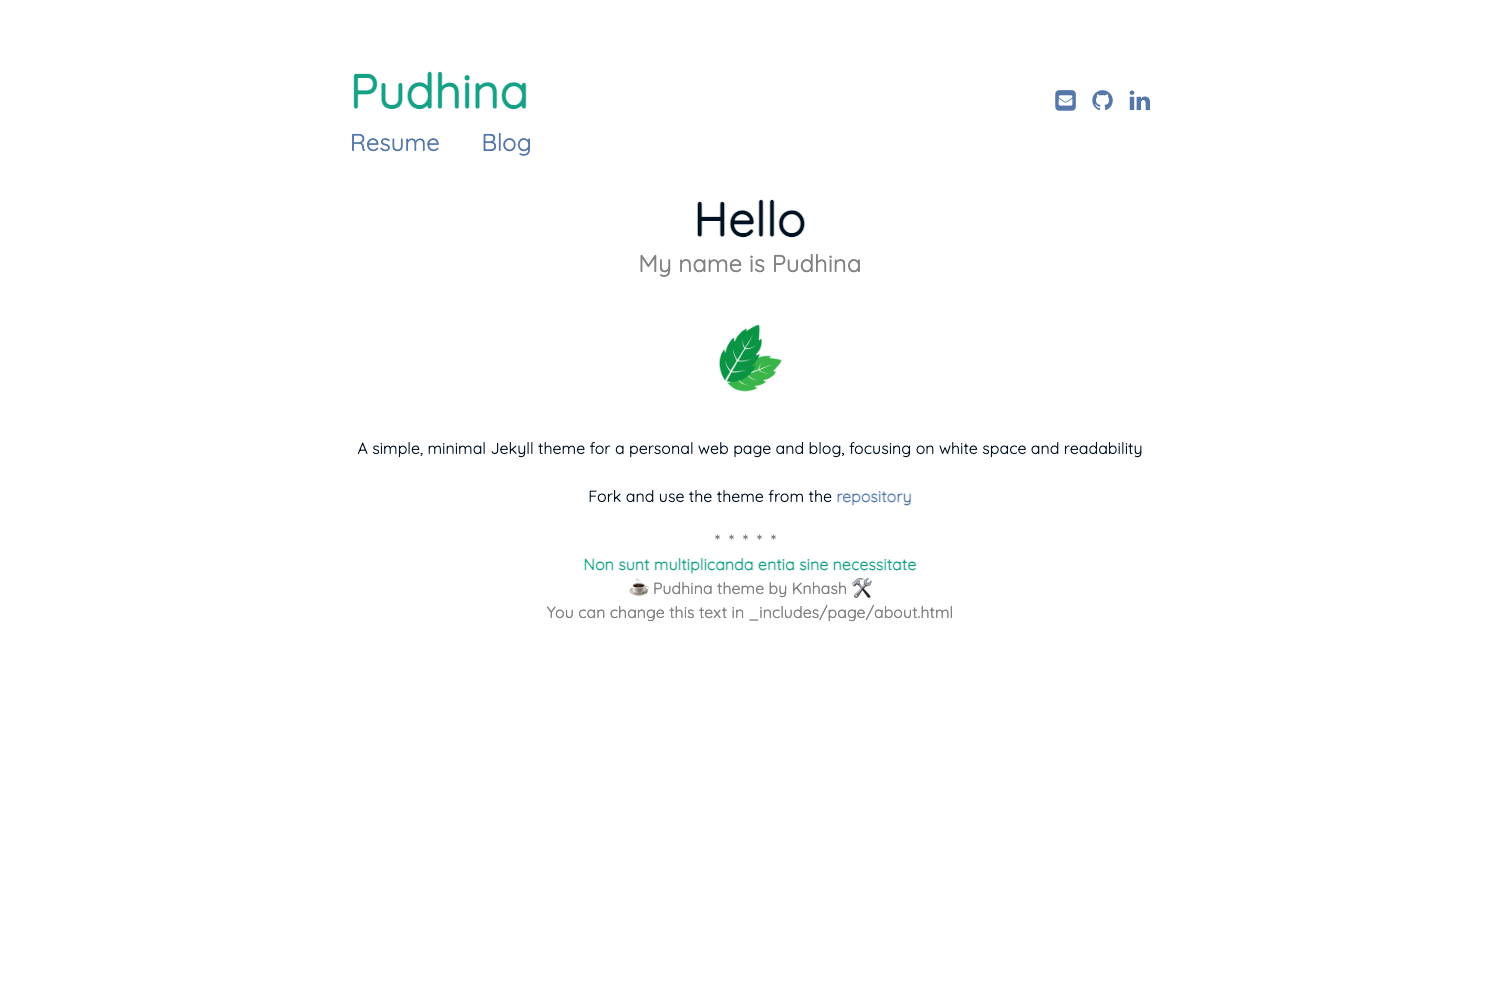 Pudhina
Resume Blog
Hello
My name is Pudhina
A simple, minimal Jekyll theme for a personal web page and blog, focusing on white space and readability
Fork and use the theme from the repository
* * * * *
Non sunt multiplicanda entia sine necessitate
☕ Pudhina theme by Knhash 🛠
You can change this text in _includes/page/about.html